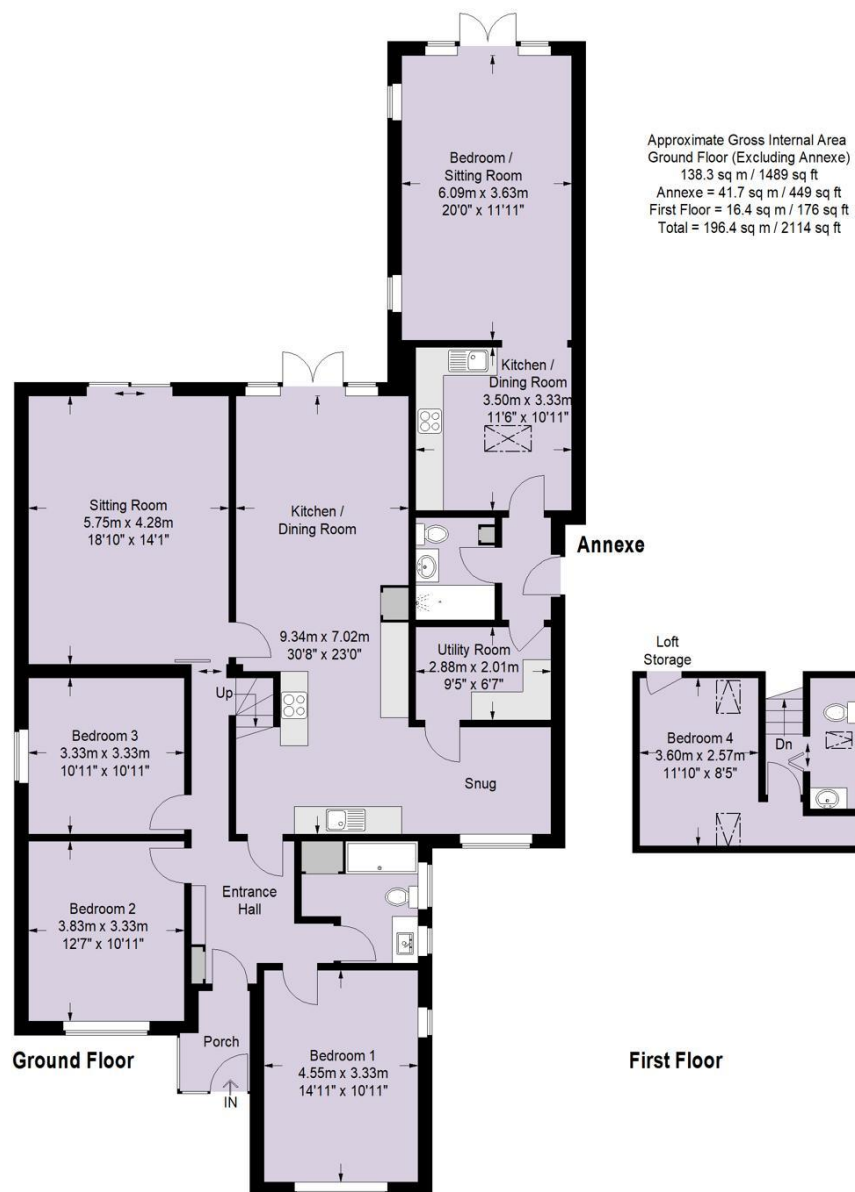 Approximate Gross Internal Area
Ground Floor (Excluding Annexe)
138.3 sq m / 1489 sq ft
Annexe = 41.7 sq m / 449 sq ft
First Floor = 16.4 sq m / 176 sq ft
Total = 196.4 sq m / 2114 sq ft
Bedroom /
Sitting Room
6.09m x 3.63m
20'0" x 11'11"
Kitchen /
Dining Room
3.50m x 3.33m
11'6" x 10'11"
Sitting Room
5.75m x 4.28m
18'10" x 14'1"
Kitchen /
Dining Room
9.34m x 7.02m
30'8" x 23'0"
Annexe
Utility Room
2.88m x 2.01m
9'5" x 6'7"
Up
Bedroom 3
3.33m x 3.33m
10'11" x 10'11"
Snug
Loft
Storage
Bedroom 4
3.60m x 2.57m
11'10" x 8'5"
Dn
Entrance
Hall
Bedroom 2
3.83m x 3.33m
12'7" x 10'11"
Porch
IN
Bedroom 1
4.55m x 3.33m
14'11" x 10'11"
Ground Floor
First Floor